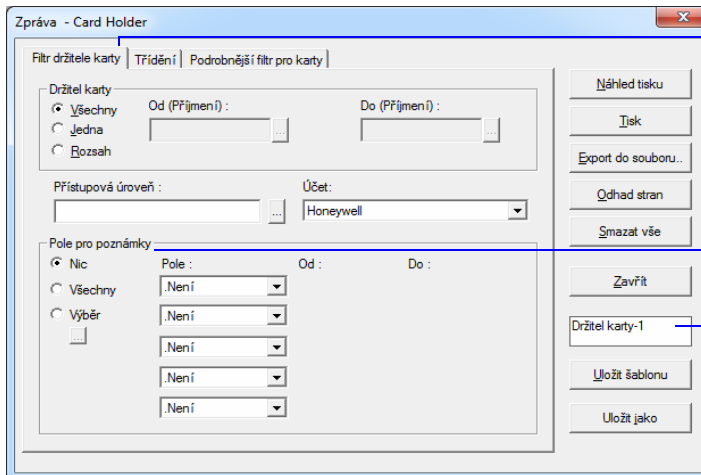 Zpráva - Card Holder
Filtr držitele karty Třídění Podrobnější filtr pro karty
Držitel karty
Všechny
Jedna
Rozsah
Od (Příjmení) :
...
Do (Příjmení) :
...
Přístupová úroveň :
...
Účet:
Honeywell
Pole pro poznámky
Nic
Všechny
Výběr
...
Pole :
Od :
Do :
.Není
.Není
.Není
.Není
.Není
Náhled tisku
Tisk
Export do souboru..
Odhad stran
Smazat vše
Zavřít
Držitel karty-1
Uložit šablonu
Uložit jako